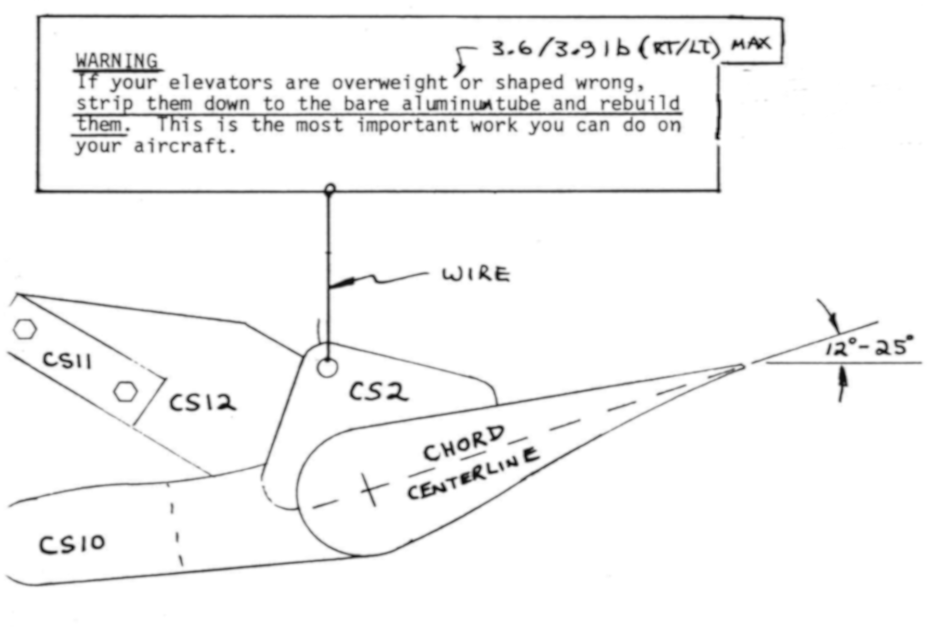 3.6/3.9 lb (RT/LT) MAX
WARNING
If your elevators are overweight or shaped wrong,
strip them down to the bare aluminum tube and rebuild
them. This is the most important work you can do on
your aircraft.
WIRE
12°-25°
CS11
CS12
CS2
CHORD
CENTERLINE
CS10